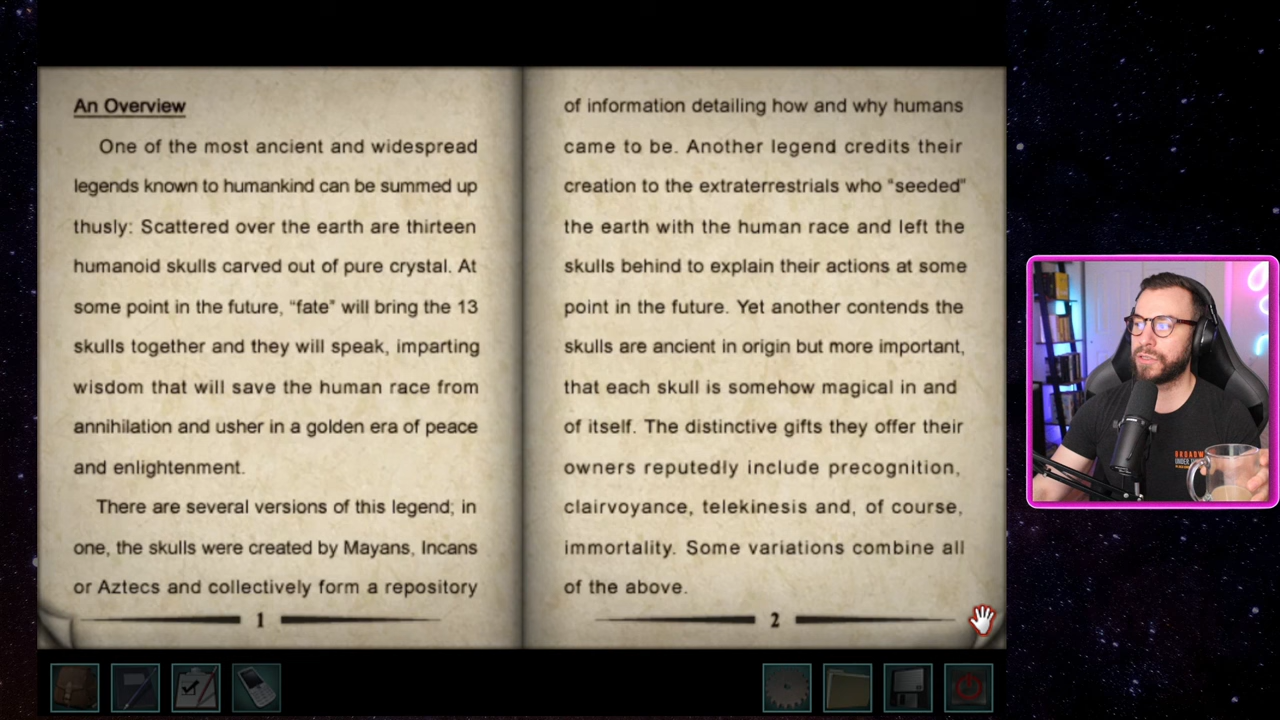 An Overview
One of the most ancient and widespread
legends known to humankind can be summed up
thusly: Scattered over the earth are thirteen
humanoid skulls carved out of pure crystal. At
some point in the future, “fate” will bring the 13
skulls together and they will speak, imparting
wisdom that will save the human race from
annihilation and usher in a golden era of peace
and enlightenment.
There are several versions of this legend; in
one, the skulls were created by Mayans, Incans
or Aztecs and collectively form a repository
1
of information detailing how and why humans
came to be. Another legend credits their
creation to the extraterrestrials who “seeded”
the earth with the human race and left the
skulls behind to explain their actions at some
point in the future. Yet another contends the
skulls are ancient in origin but more important,
that each skull is somehow magical in and
of itself. The distinctive gifts they offer their
owners reputedly include precognition,
clairvoyance, telekinesis and, of course,
immortality. Some variations combine all
of the above.
2